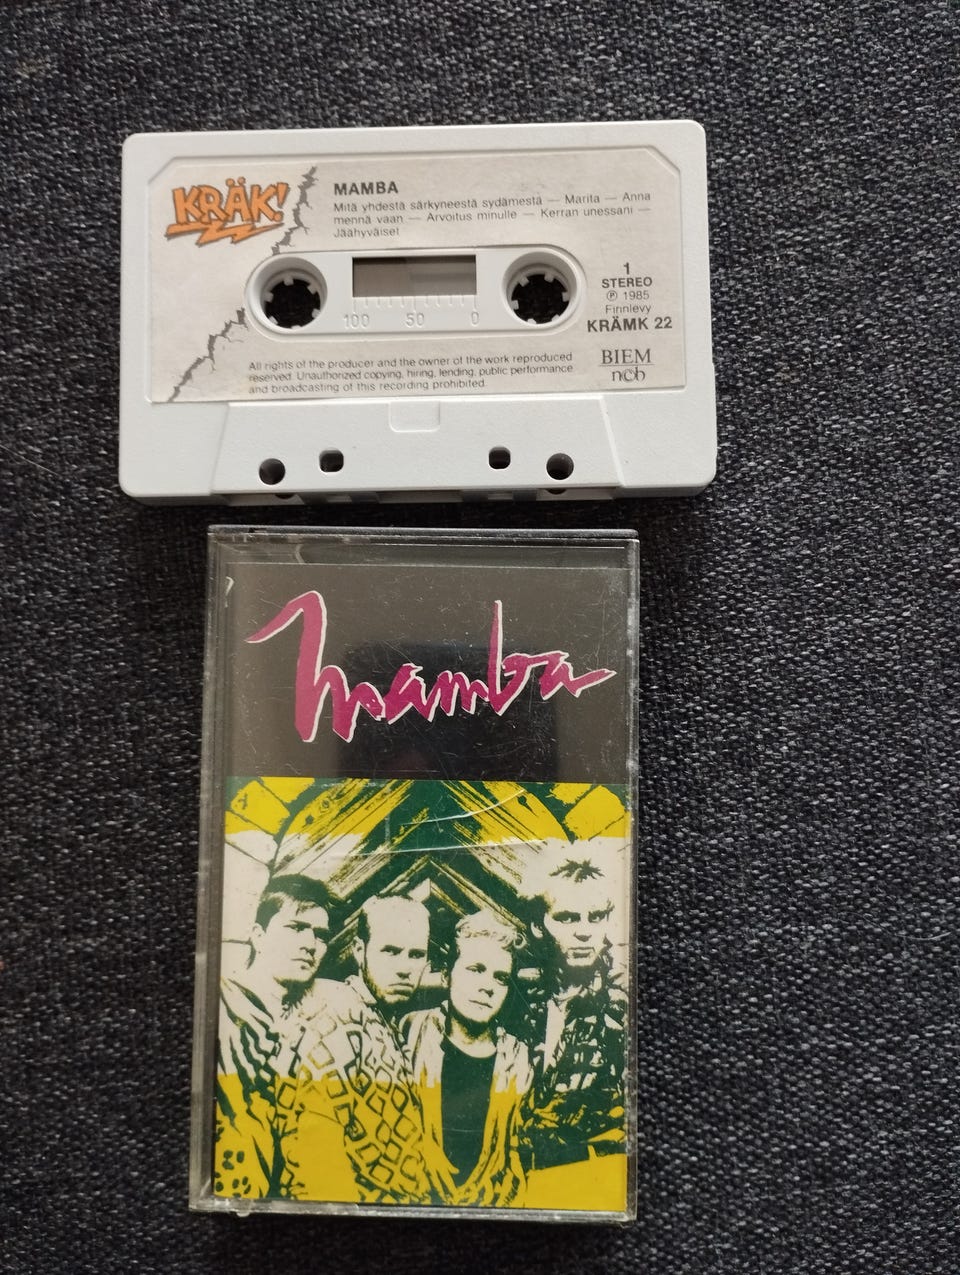 KRÄK!
MAMBA
Mitä yhdestä särkyneestä sydämestä — Marita — Anna
mennä vaan — Arvoitus minulle — Kerran unessani —
Jäähyväiset
1
STEREO
℗ 1985
Finnlevy
KRÄMK 22
100 50 0
All rights of the producer and the owner of the work reproduced
reserved. Unauthorized copying, hiring, lending, public performance
and broadcasting of this recording prohibited.
BIEM
ncb
mamba